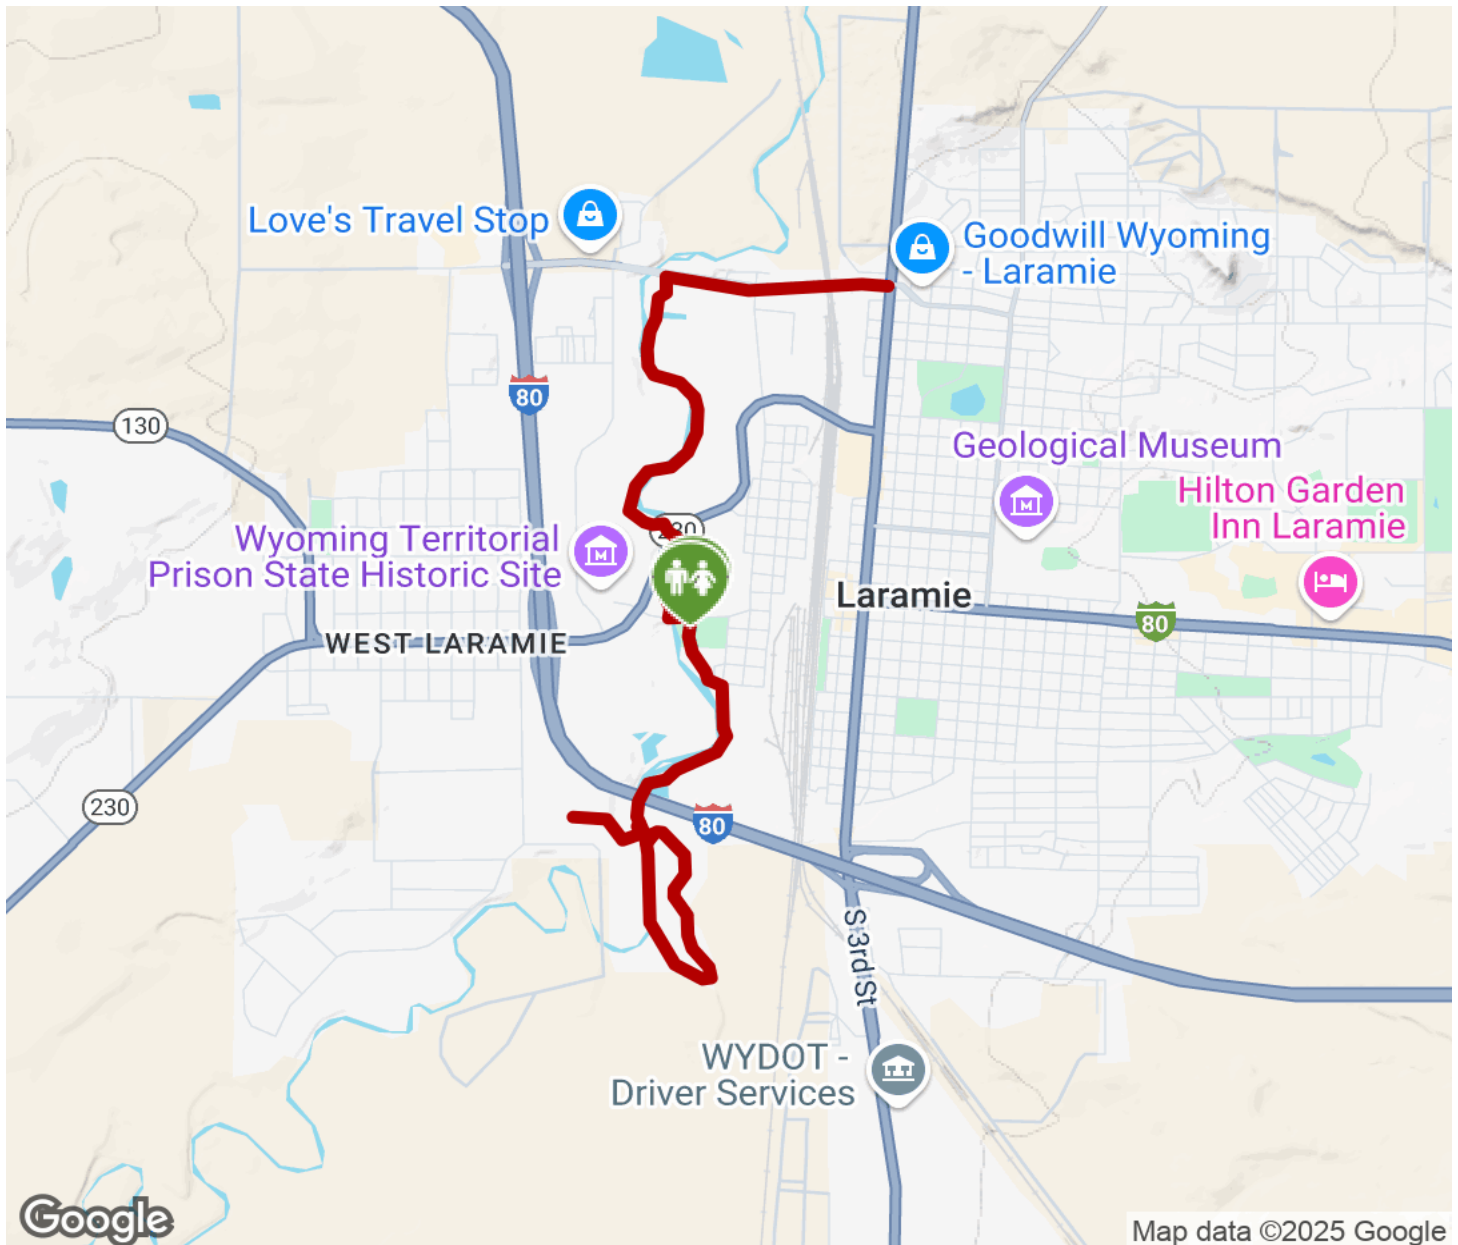 Love's Travel Stop
Goodwill Wyoming
- Laramie
80
130
Geological Museum
Hilton Garden
Inn Laramie
Wyoming Territorial
Prison State Historic Site
Laramie
80
WEST LARAMIE
230
80
S 3rd St
WYDOT -
Driver Services
Google
Map data ©2025 Google